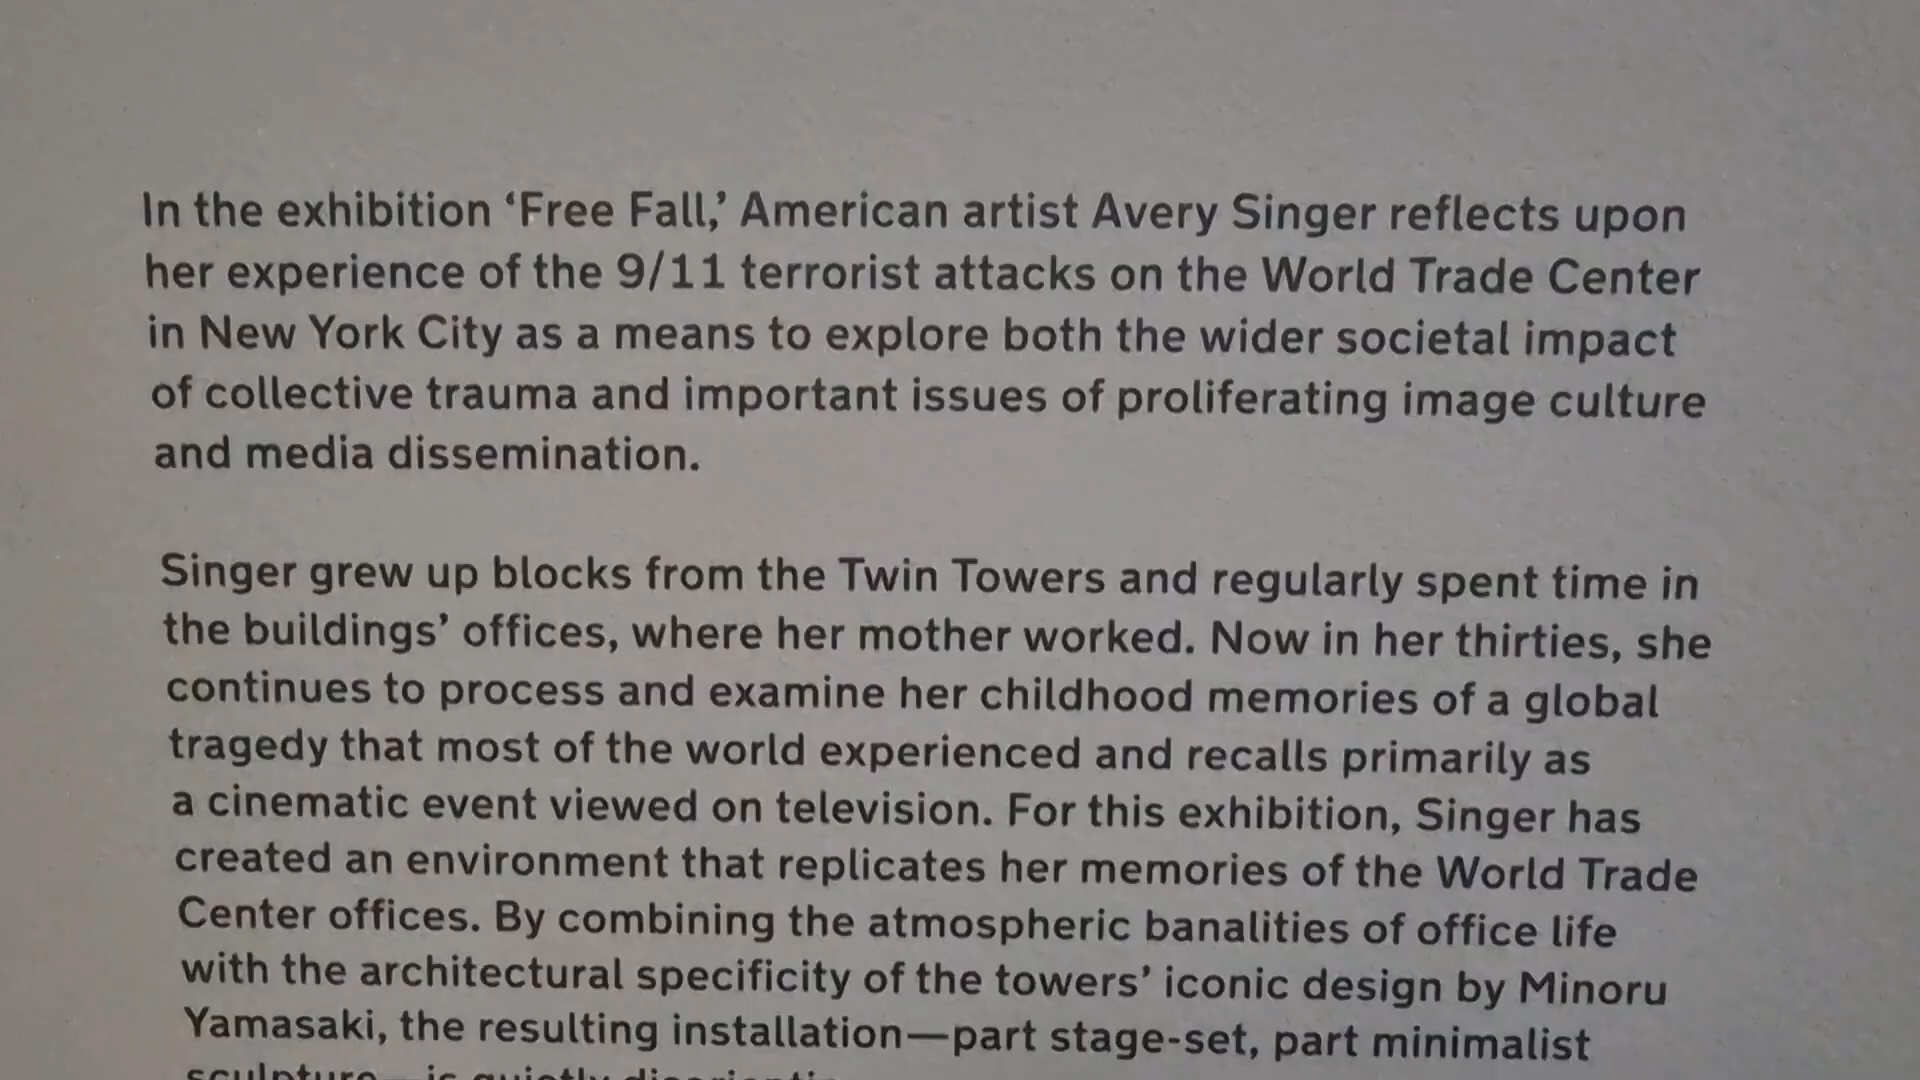 In the exhibition ‘Free Fall,’ American artist Avery Singer reflects upon
her experience of the 9/11 terrorist attacks on the World Trade Center
in New York City as a means to explore both the wider societal impact
of collective trauma and important issues of proliferating image culture
and media dissemination.
Singer grew up blocks from the Twin Towers and regularly spent time in
the buildings’ offices, where her mother worked. Now in her thirties, she
continues to process and examine her childhood memories of a global
tragedy that most of the world experienced and recalls primarily as
a cinematic event viewed on television. For this exhibition, Singer has
created an environment that replicates her memories of the World Trade
Center offices. By combining the atmospheric banalities of office life
with the architectural specificity of the towers’ iconic design by Minoru
Yamasaki, the resulting installation—part stage-set, part minimalist
sculpture—is quietly